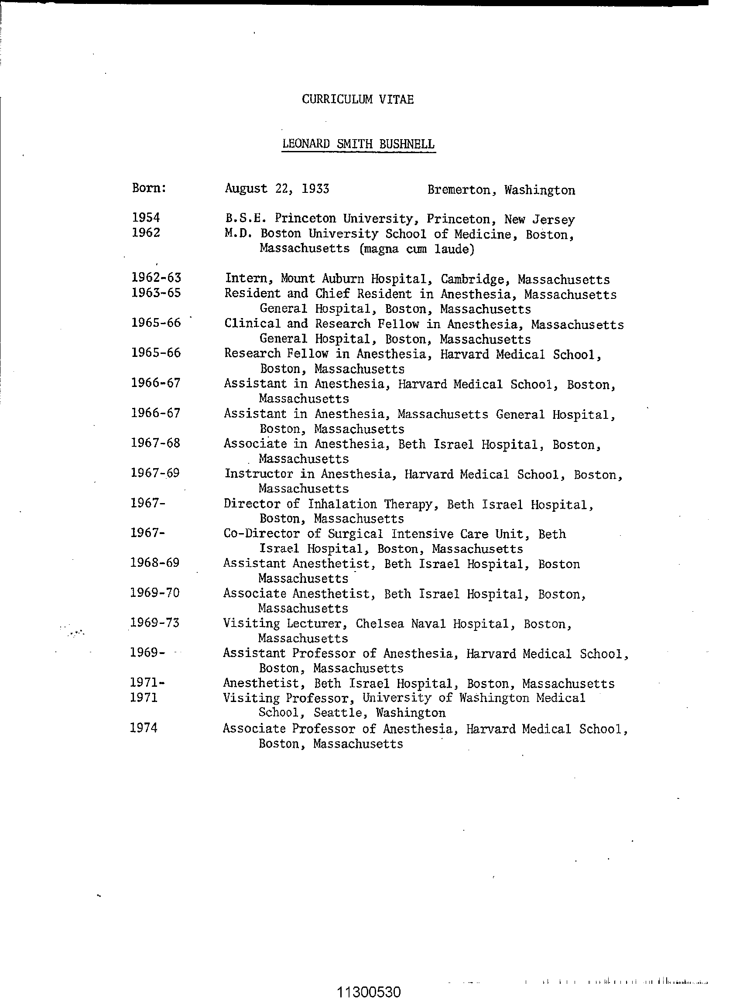 CURRICULUM VITAE
LEONARD SMITH BUSHNELL
Born: August 22, 1933 Bremerton, Washington
1954 B.S.E. Princeton University, Princeton, New Jersey
1962 M.D. Boston University School of Medicine, Boston,
Massachusetts (magna cum laude)
1962-63 Intern, Mount Auburn Hospital, Cambridge, Massachusetts
1963-65 Resident and Chief Resident in Anesthesia, Massachusetts
General Hospital, Boston, Massachusetts
1965-66 Clinical and Research Fellow in Anesthesia, Massachusetts
General Hospital, Boston, Massachusetts
1965-66 Research Fellow in Anesthesia, Harvard Medical School,
Boston, Massachusetts
1966-67 Assistant in Anesthesia, Harvard Medical School, Boston,
Massachusetts
1966-67 Assistant in Anesthesia, Massachusetts General Hospital,
Boston, Massachusetts
1967-68 Associate in Anesthesia, Beth Israel Hospital, Boston,
Massachusetts
1967-69 Instructor in Anesthesia, Harvard Medical School, Boston,
Massachusetts
1967- Director of Inhalation Therapy, Beth Israel Hospital,
Boston, Massachusetts
1967- Co-Director of Surgical Intensive Care Unit, Beth
Israel Hospital, Boston, Massachusetts
1968-69 Assistant Anesthetist, Beth Israel Hospital, Boston
Massachusetts
1969-70 Associate Anesthetist, Beth Israel Hospital, Boston,
Massachusetts
1969-73 Visiting Lecturer, Chelsea Naval Hospital, Boston,
Massachusetts
1969- Assistant Professor of Anesthesia, Harvard Medical School,
Boston, Massachusetts
1971- Anesthetist, Beth Israel Hospital, Boston, Massachusetts
1971 Visiting Professor, University of Washington Medical
School, Seattle, Washington
1974 Associate Professor of Anesthesia, Harvard Medical School,
Boston, Massachusetts
11300530